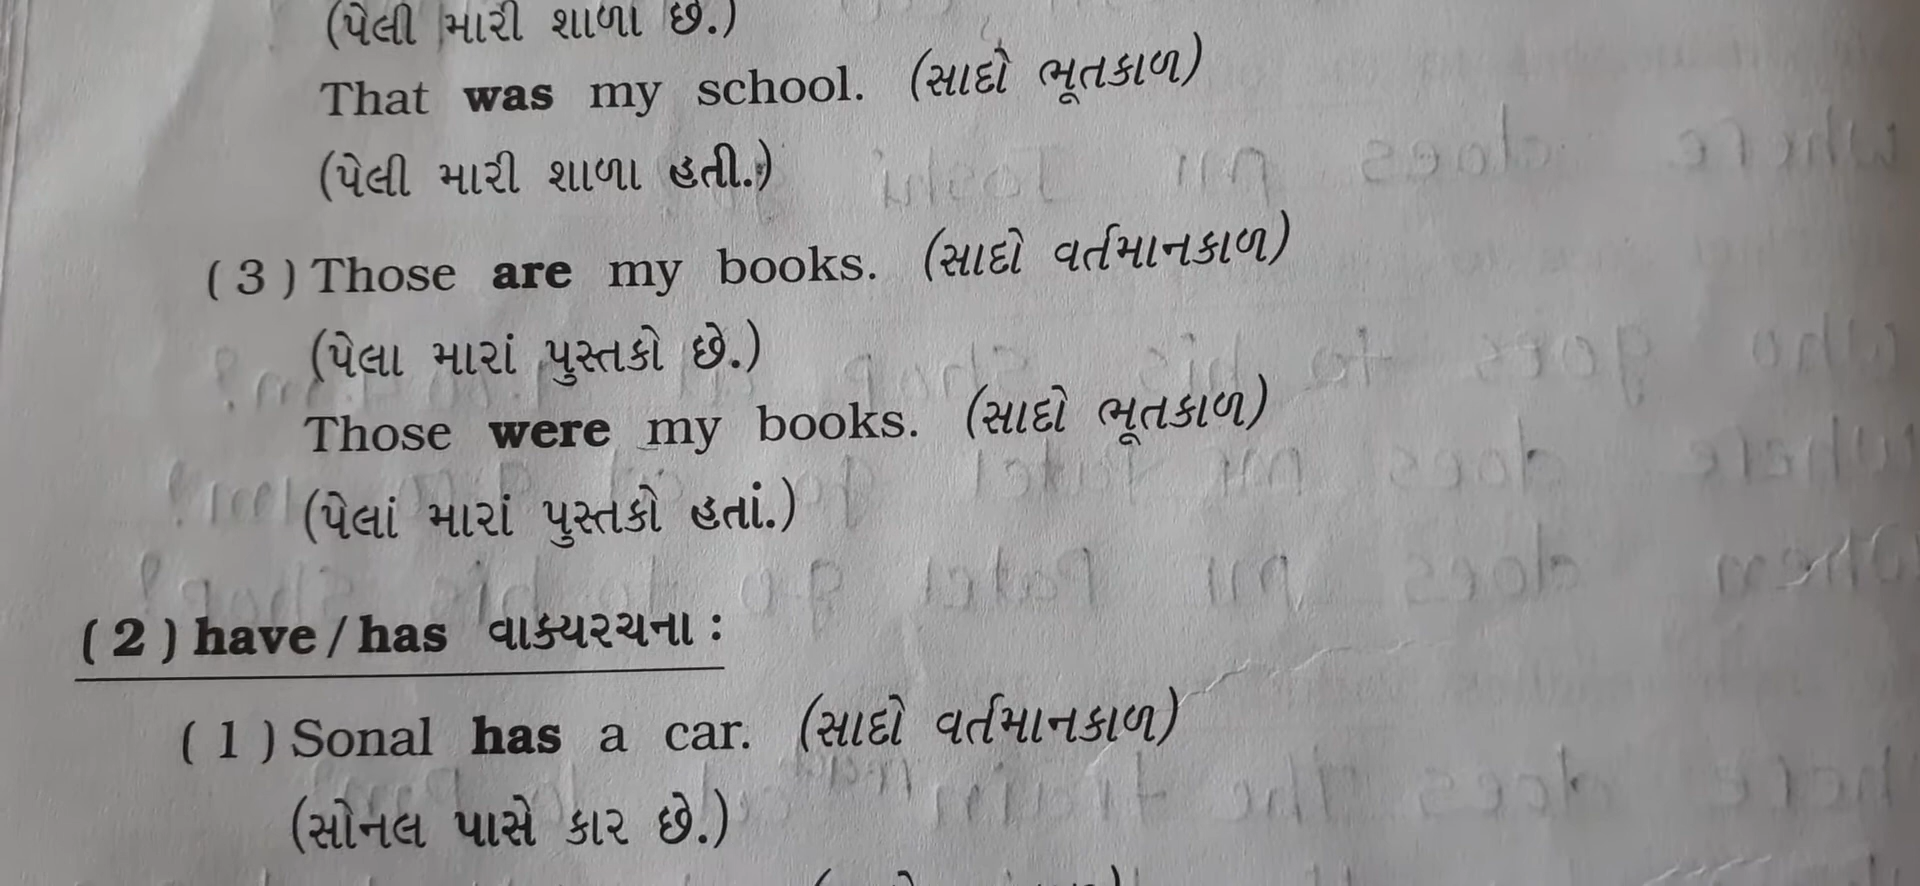 (પેલી મારી શાળા છે.)
That was my school. (સાદો ભૂતકાળ)
(પેલી મારી શાળા હતી.)
( 3 ) Those are my books. (સાદો વર્તમાનકાળ)
(પેલા મારાં પુસ્તકો છે.)
Those were my books. (સાદો ભૂતકાળ)
(પેલાં મારાં પુસ્તકો હતાં.)
( 2 ) have / has વાક્યરચના :
( 1 ) Sonal has a car. (સાદો વર્તમાનકાળ)
(સોનલ પાસે કાર છે.)